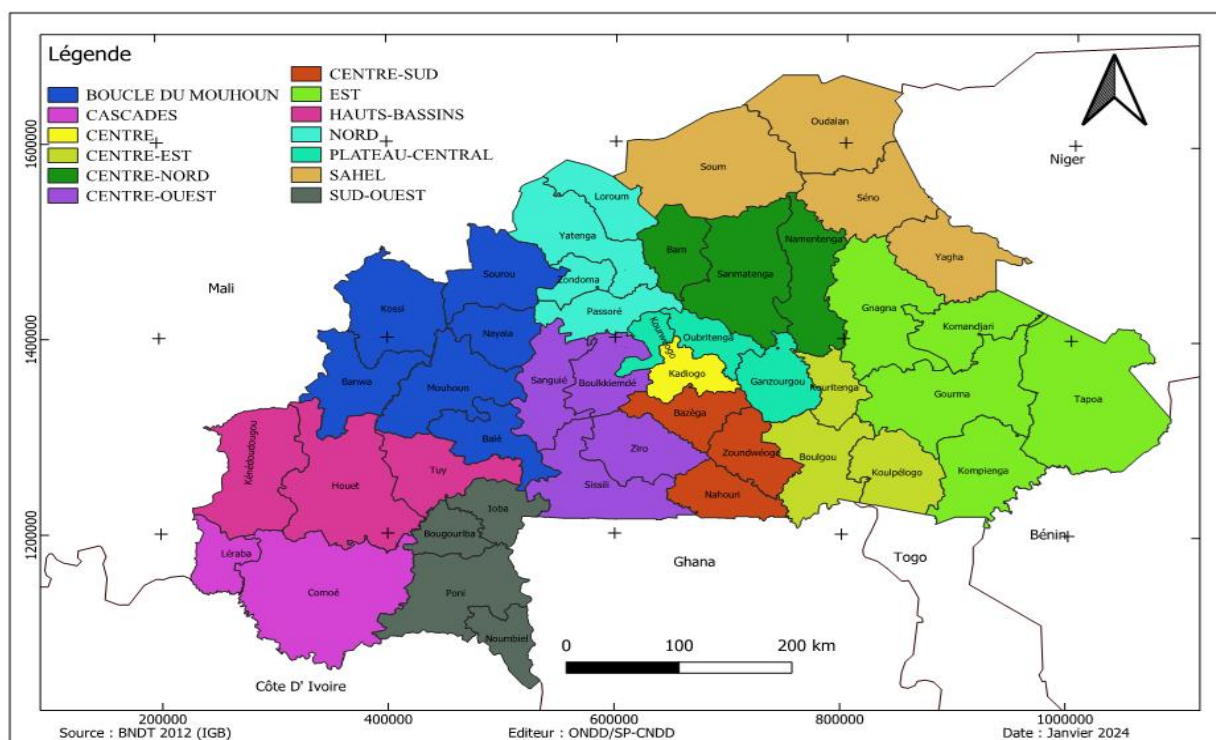 Légende
BOUCLE DU MOUHOUN
CASCADES
CENTRE
CENTRE-EST
CENTRE-NORD
CENTRE-OUEST
CENTRE-SUD
EST
HAUTS-BASSINS
NORD
PLATEAU-CENTRAL
SAHEL
SUD-OUEST
Oudalan
Niger
Soum
Séno
Loroum
Yatenga
Bam
Sanmatenga
Namentenga
Yagha
Sourou
Zondoma
Mali
Kossi
Gnagna
Passoré
Komandjari
Nayala
Kourwéogo
Oubritenga
Kadiogo
Ganzourgou
Kouritenga
Banwa
Mouhoun
Sanguié
Boulkiemdé
Gourma
Tapoa
Bazèga
Kénédoudougou
Balé
Ziro
Zoundwéoga
Boulgou
Koulpélogo
Kompienga
Houet
Tuy
Sissili
Nahouri
Ioba
Bougouriba
Léraba
Comoé
Poni
Noumbiel
Ghana
Togo
Bénin
Côte D' Ivoire
0 100 200 km
1600000
1400000
1200000
200000 400000 600000 800000 1000000
Source : BNDT 2012 (IGB) Editeur : ONDD/SP-CNDD Date : Janvier 2024